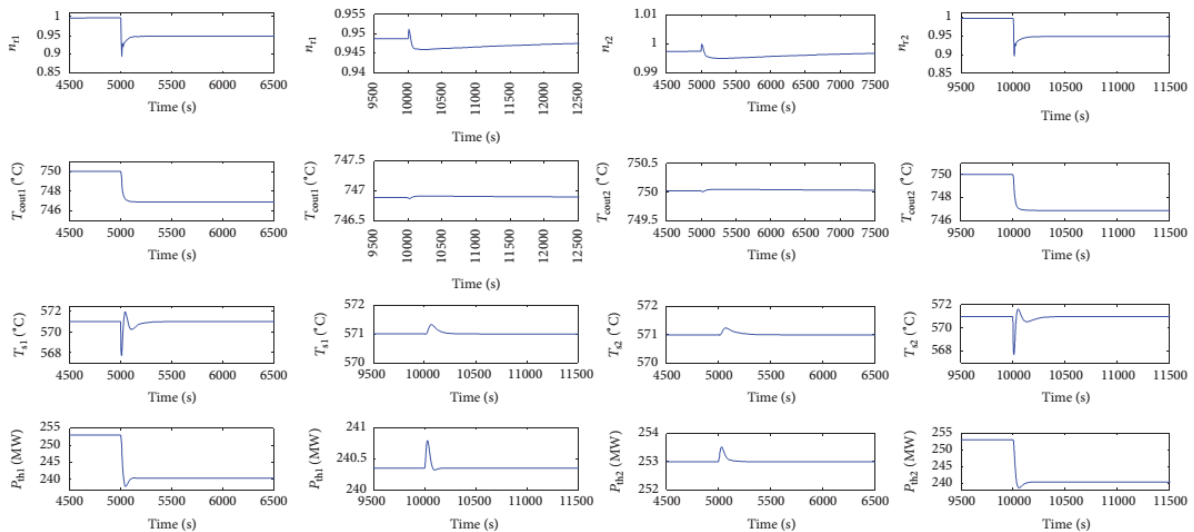 1
0.95
0.9
0.85
n_r1
4500 5000 5500 6000 6500
Time (s)
0.955
0.95
0.945
0.94
n_r1
9500 10000 10500 11000 11500 12000 12500
Time (s)
1.01
1
0.99
n_r2
4500 5000 5500 6000 6500 7000 7500
Time (s)
1
0.95
0.9
0.85
n_r2
9500 10000 10500 11000 11500
Time (s)
750
748
746
T_cout1 (°C)
4500 5000 5500 6000 6500
Time (s)
747.5
747
746.5
T_cout1 (°C)
9500 10000 10500 11000 11500 12000 12500
Time (s)
750.5
750
749.5
T_cout2 (°C)
4500 5000 5500 6000 6500 7000 7500
Time (s)
750
748
746
T_cout2 (°C)
9500 10000 10500 11000 11500
Time (s)
572
570
568
T_s1 (°C)
4500 5000 5500 6000 6500
Time (s)
572
571
570
T_s1 (°C)
9500 10000 10500 11000 11500
Time (s)
572
571
570
T_s2 (°C)
4500 5000 5500 6000 6500
Time (s)
572
570
568
T_s2 (°C)
9500 10000 10500 11000 11500
Time (s)
255
250
245
240
P_th1 (MW)
4500 5000 5500 6000 6500
Time (s)
241
240.5
240
P_th1 (MW)
9500 10000 10500 11000 11500
Time (s)
254
253
252
P_th2 (MW)
4500 5000 5500 6000 6500
Time (s)
255
250
245
240
P_th2 (MW)
9500 10000 10500 11000 11500
Time (s)